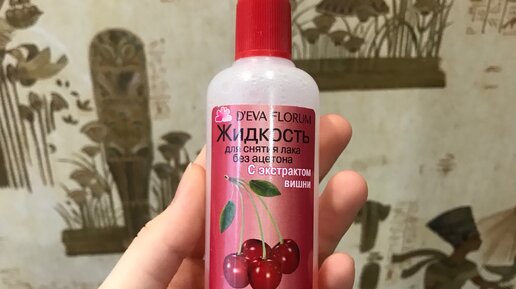 D'EVA FLORUM
Жидкость
для снятия лака
без ацетона
С экстрактом
вишни